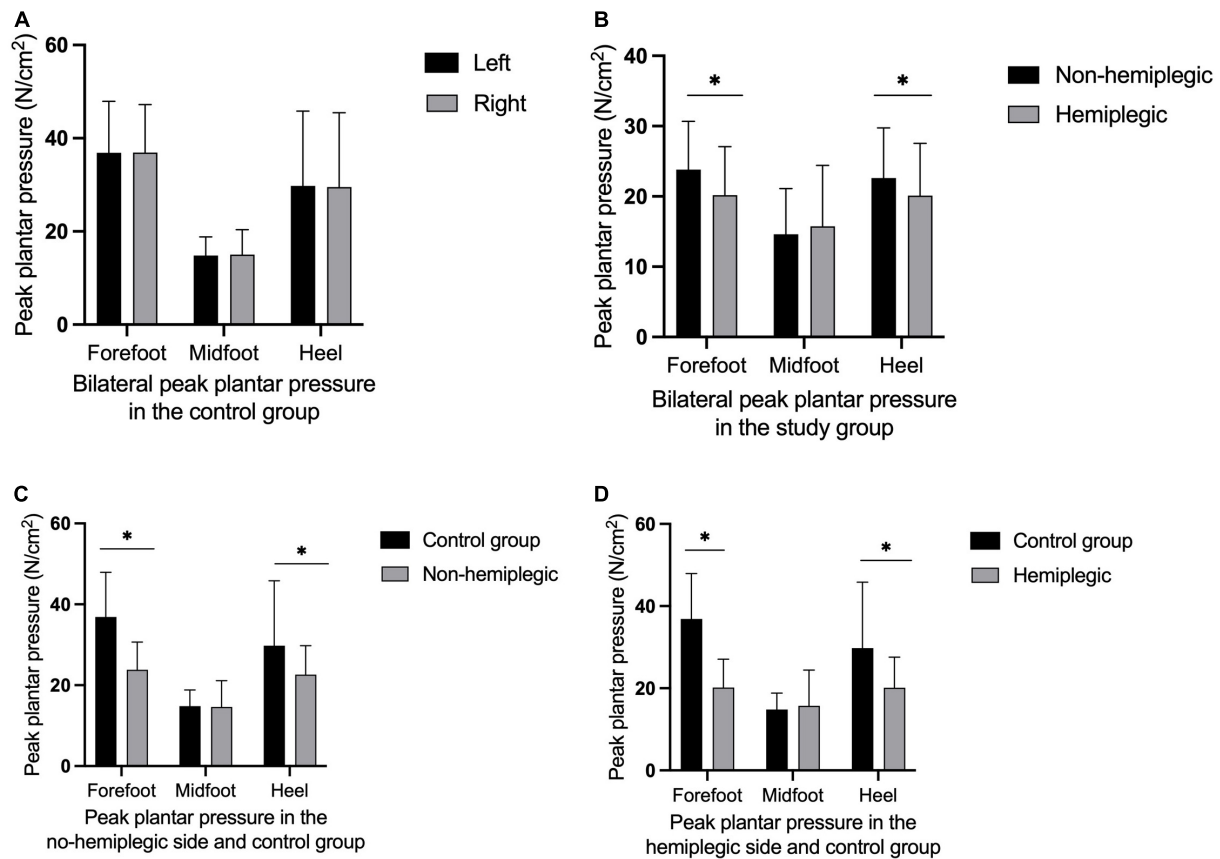 A
Peak plantar pressure (N/cm²)
60
40
20
0
Forefoot Midfoot Heel
Bilateral peak plantar pressure
in the control group
Left
Right
B
Peak plantar pressure (N/cm²)
40
30
20
10
0
*
*
Forefoot Midfoot Heel
Bilateral peak plantar pressure
in the study group
Non-hemiplegic
Hemiplegic
C
Peak plantar pressure (N/cm²)
60
40
20
0
*
*
Forefoot Midfoot Heel
Peak plantar pressure in the
no-hemiplegic side and control group
Control group
Non-hemiplegic
D
Peak plantar pressure (N/cm²)
60
40
20
0
*
*
Forefoot Midfoot Heel
Peak plantar pressure in the
hemiplegic side and control group
Control group
Hemiplegic